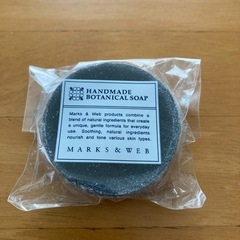 HANDMADE
BOTANICAL SOAP
Marks & Web products combine a
blend of natural ingredients that create
a unique, gentle formula for everyday
use. Soothing, natural ingredients
nourish and tone various skin types.
MARKS & WEB